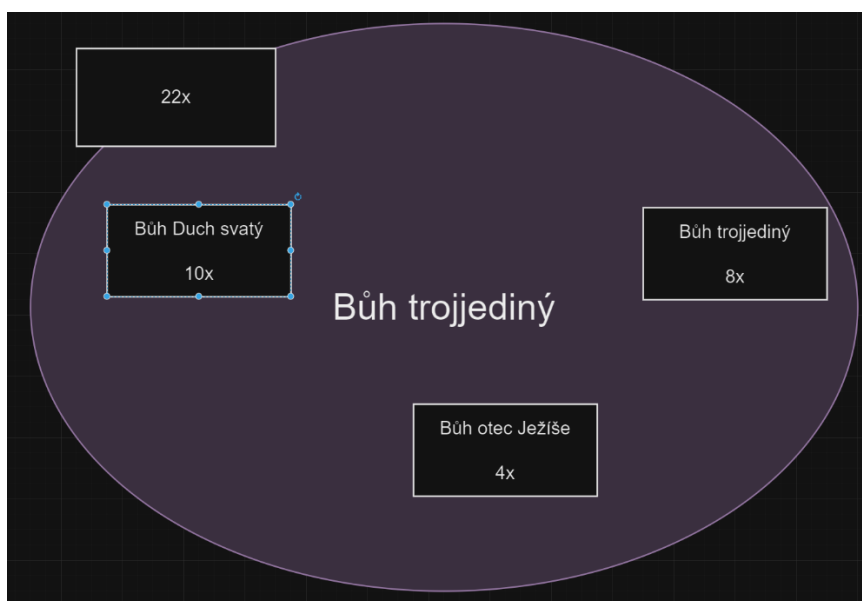 22x
Bůh Duch svatý
10x
Bůh trojjediný
8x
Bůh trojjediný
Bůh otec Ježíše
4x